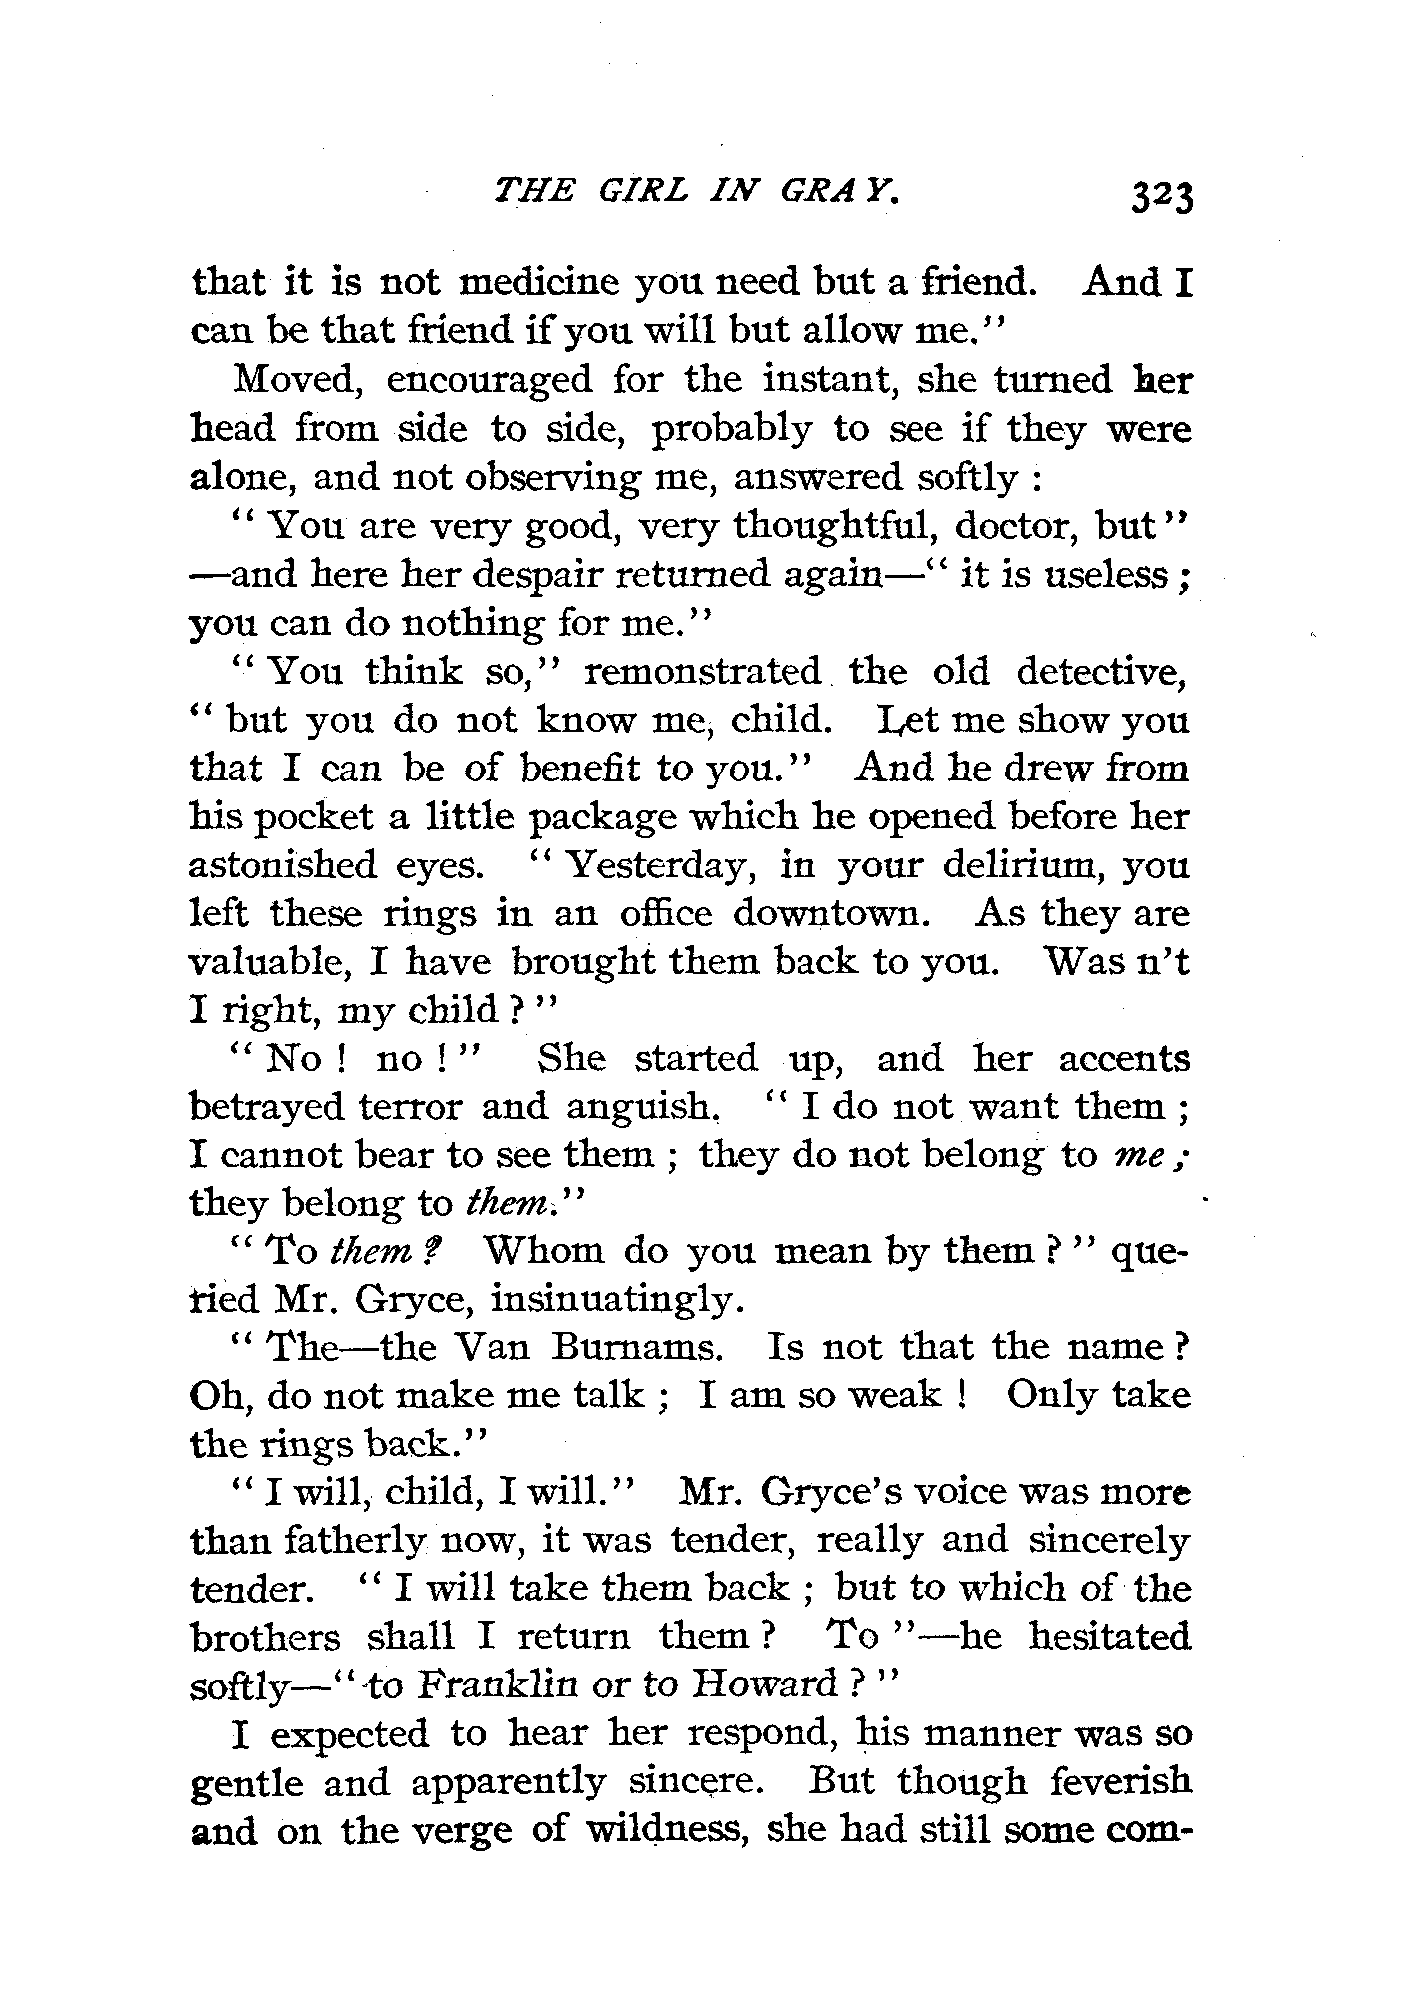 THE GIRL IN GRAY. 323
that it is not medicine you need but a friend. And I
can be that friend if you will but allow me."
Moved, encouraged for the instant, she turned her
head from side to side, probably to see if they were
alone, and not observing me, answered softly :
" You are very good, very thoughtful, doctor, but"
—and here her despair returned again—" it is useless ;
you can do nothing for me."
" You think so," remonstrated the old detective,
" but you do not know me, child. Let me show you
that I can be of benefit to you." And he drew from
his pocket a little package which he opened before her
astonished eyes. " Yesterday, in your delirium, you
left these rings in an office downtown. As they are
valuable, I have brought them back to you. Was n't
I right, my child ? "
" No ! no ! " She started up, and her accents
betrayed terror and anguish. " I do not want them ;
I cannot bear to see them ; they do not belong to me ;
they belong to them."
" To them ? Whom do you mean by them ? " que-
ried Mr. Gryce, insinuatingly.
" The—the Van Burnams. Is not that the name ?
Oh, do not make me talk ; I am so weak ! Only take
the rings back."
" I will, child, I will." Mr. Gryce's voice was more
than fatherly now, it was tender, really and sincerely
tender. " I will take them back ; but to which of the
brothers shall I return them ? To "—he hesitated
softly—" to Franklin or to Howard ? "
I expected to hear her respond, his manner was so
gentle and apparently sincere. But though feverish
and on the verge of wildness, she had still some com-